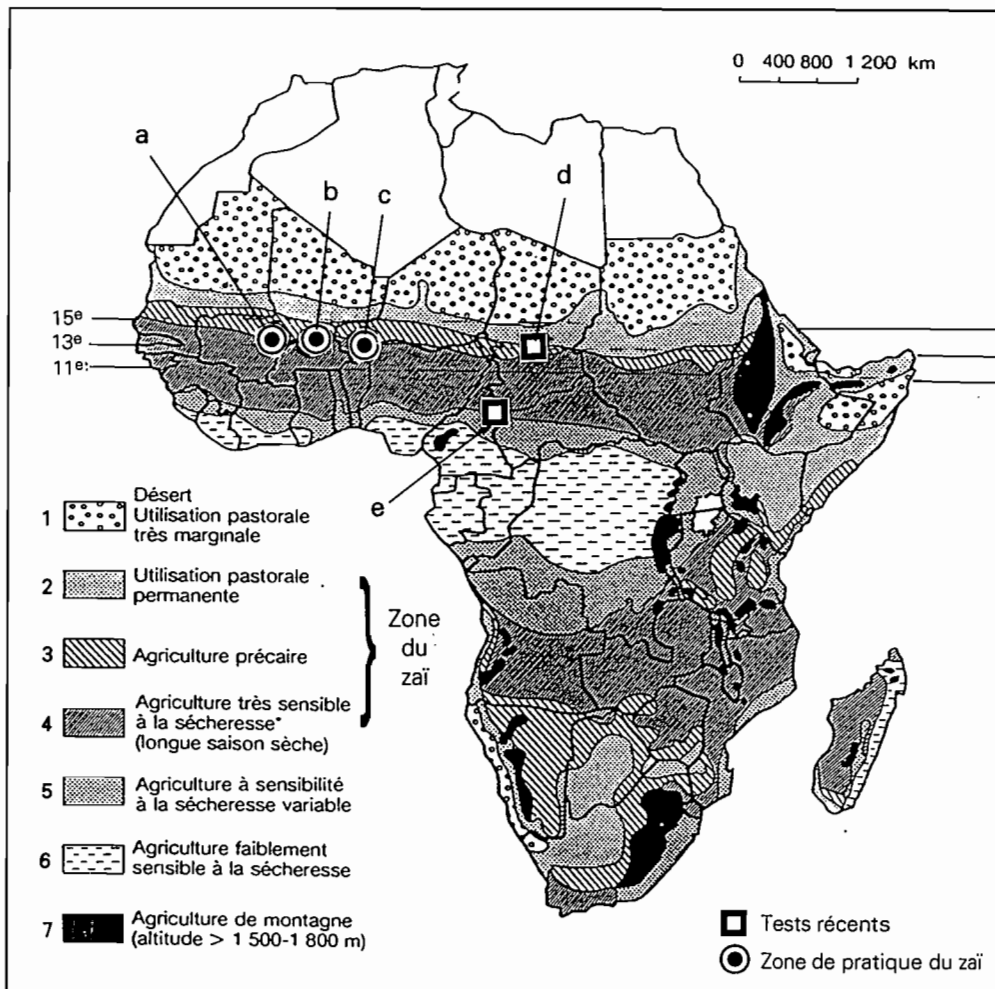 0 400 800 1 200 km
a
b
c
d
15e
13e
11e:
e
1 Désert
Utilisation pastorale
très marginale
2 Utilisation pastorale
permanente
3 Agriculture précaire
4 Agriculture très sensible
à la sécheresse*
(longue saison sèche)
Zone
du
zaï
5 Agriculture à sensibilité
à la sécheresse variable
6 Agriculture faiblement
sensible à la sécheresse
7 Agriculture de montagne
(altitude > 1 500-1 800 m)
Tests récents
Zone de pratique du zaï